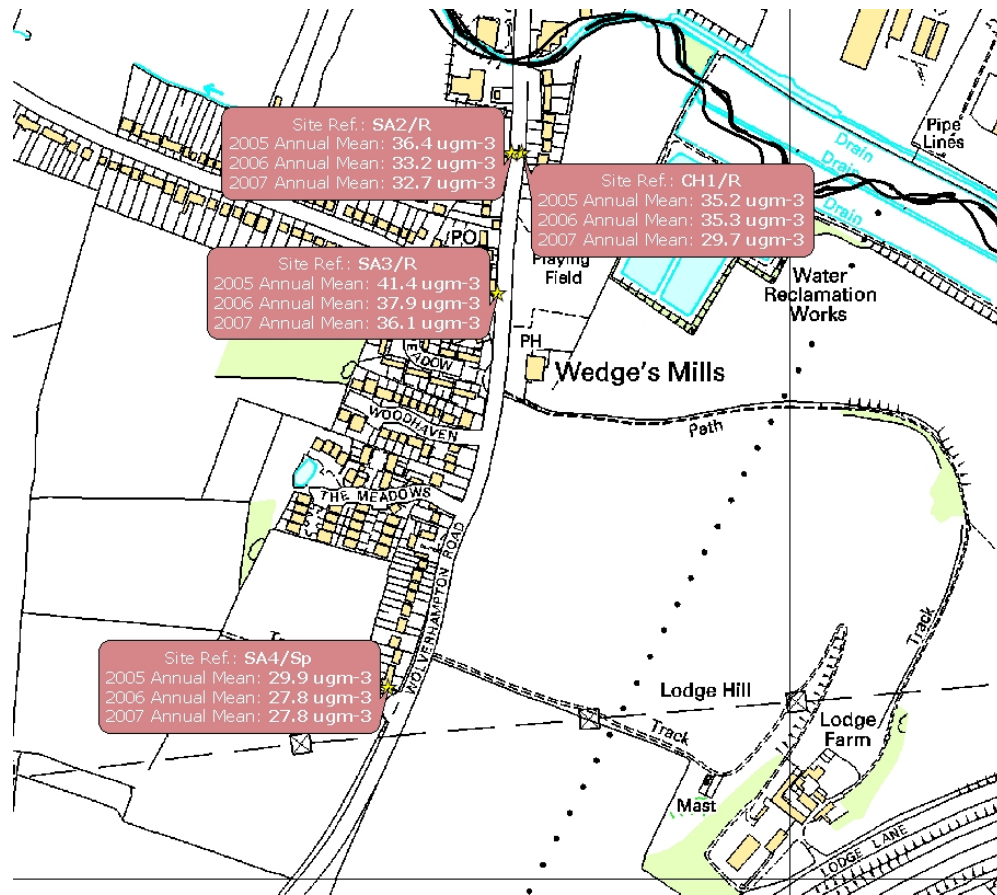 Site Ref.: SA2/R
2005 Annual Mean: 36.4 ugm-3
2006 Annual Mean: 33.2 ugm-3
2007 Annual Mean: 32.7 ugm-3
Pipe
Lines
Drain
Drain
Drain
Site Ref.: CH1/R
2005 Annual Mean: 35.2 ugm-3
2006 Annual Mean: 35.3 ugm-3
2007 Annual Mean: 29.7 ugm-3
PO
Playing
Field
Site Ref.: SA3/R
2005 Annual Mean: 41.4 ugm-3
2006 Annual Mean: 37.9 ugm-3
2007 Annual Mean: 36.1 ugm-3
Water
Reclamation
Works
PH
Wedge's Mills
WOODHAVEN
Path
THE MEADOWS
WOLVERHAMPTON ROAD
Track
Site Ref.: SA4/Sp
2005 Annual Mean: 29.9 ugm-3
2006 Annual Mean: 27.8 ugm-3
2007 Annual Mean: 27.8 ugm-3
Lodge Hill
Track
Lodge
Farm
Mast
LODGE LANE